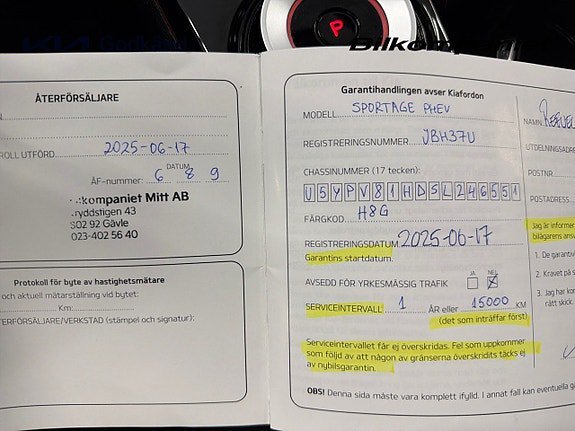 P
ÅTERFÖRSÄLJARE
ROLL UTFÖRD 2025-06-17
DATUM
ÅF-nummer: 6 8 9
kompaniet Mitt AB
ryddstigen 43
802 92 Gävle
023-402 56 40
Protokoll för byte av hastighetsmätare
och aktuell mätarställning vid bytet:
Km:
TERFÖRSÄLJARE/VERKSTAD (stämpel och signatur):
Garantihandlingen avser Kiafordon
MODELL SPORTAGE PHEV
REGISTRERINGSNUMMER JBH37U
CHASSINUMMER (17 tecken):
U5YPV81HDSL246551
FÄRGKOD H8G
REGISTRERINGSDATUM 2025-06-17
Garantins startdatum.
JA NEJ
AVSEDD FÖR YRKESMÄSSIG TRAFIK
SERVICEINTERVALL: 1 ÅR eller 15000 KM
(det som inträffar först)
Serviceintervallet får ej överskridas. Fel som uppkommer
som följd av att någon av gränserna överskridits täcks ej
av nybilsgarantin.
OBS! Denna sida måste vara komplett ifylld. I annat fall kan eventuella
NAMN
UTDELNINGSADRE
POSTNR
POSTADRESS
Jag är informer
bilägarens ans
1. De garantivi
2. Kravet på s
3. Jag har ko
rätt skick.